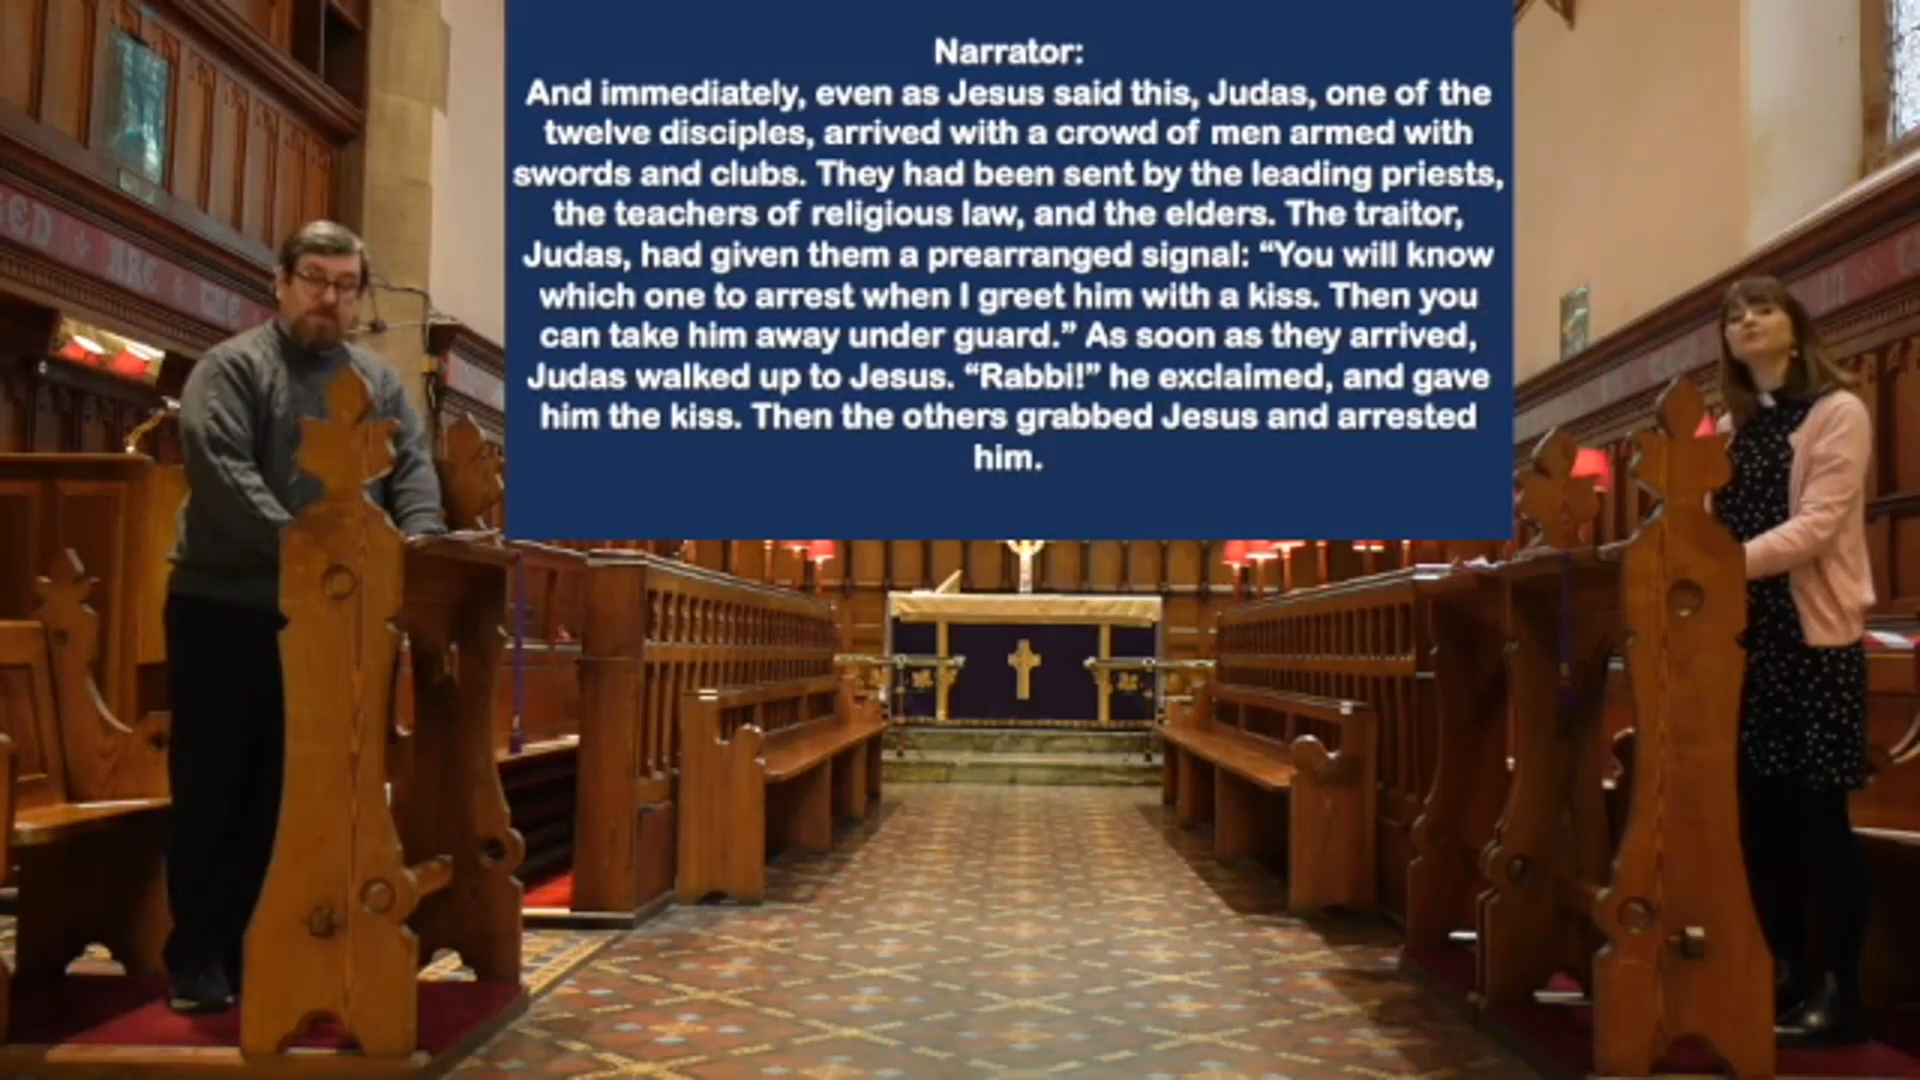 Narrator:
And immediately, even as Jesus said this, Judas, one of the
twelve disciples, arrived with a crowd of men armed with
swords and clubs. They had been sent by the leading priests,
the teachers of religious law, and the elders. The traitor,
Judas, had given them a prearranged signal: “You will know
which one to arrest when I greet him with a kiss. Then you
can take him away under guard.” As soon as they arrived,
Judas walked up to Jesus. “Rabbi!” he exclaimed, and gave
him the kiss. Then the others grabbed Jesus and arrested
him.
ARE THE